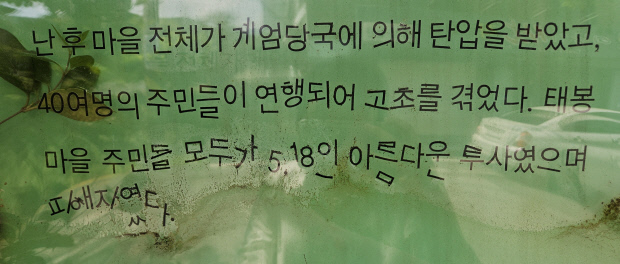 난 후 마을 전체가 계엄당국에 의해 탄압을 받았고,
40여명의 주민들이 연행되어 고초를 겪었다. 태봉
마을 주민들 모두가 5.18인 아름다운 투사였으며
피해자였다.